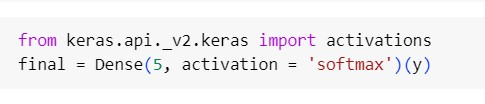 from keras.api._v2.keras import activations
final = Dense(5, activation = 'softmax')(y)